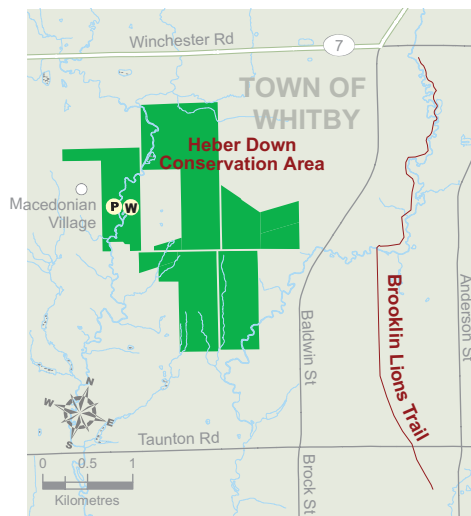 Winchester Rd
7
TOWN OF
WHITBY
Heber Down
Conservation Area
Macedonian
Village
P W
Brooklin Lions Trail
Baldwin St
Anderson St
N
W
E
S
Taunton Rd
Brock St
0 0.5 1
Kilometres